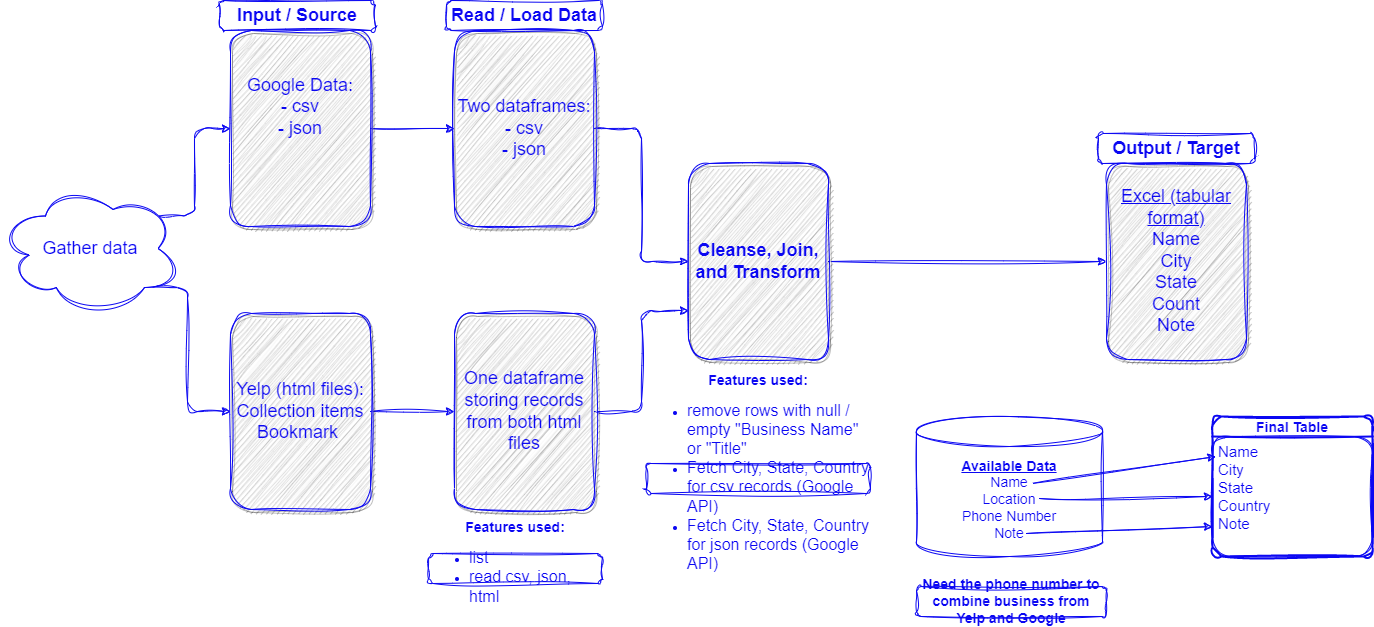 Input / Source
Google Data:
- csv
- json
Read / Load Data
Two dataframes:
- csv
- json
Gather data
Yelp (html files):
Collection items
Bookmark
One dataframe
storing records
from both html
files
Features used:
• list
• read csv, json,
html
Cleanse, Join,
and Transform
Features used:
• remove rows with null /
empty "Business Name"
or "Title"
• Fetch City, State, Country
for csv records (Google
API)
• Fetch City, State, Country
for json records (Google
API)
Output / Target
Excel (tabular
format)
Name
City
State
Count
Note
Available Data
Name
Location
Phone Number
Note
Final Table
Name
City
State
Country
Note
Need the phone number to
combine business from
Yelp and Google